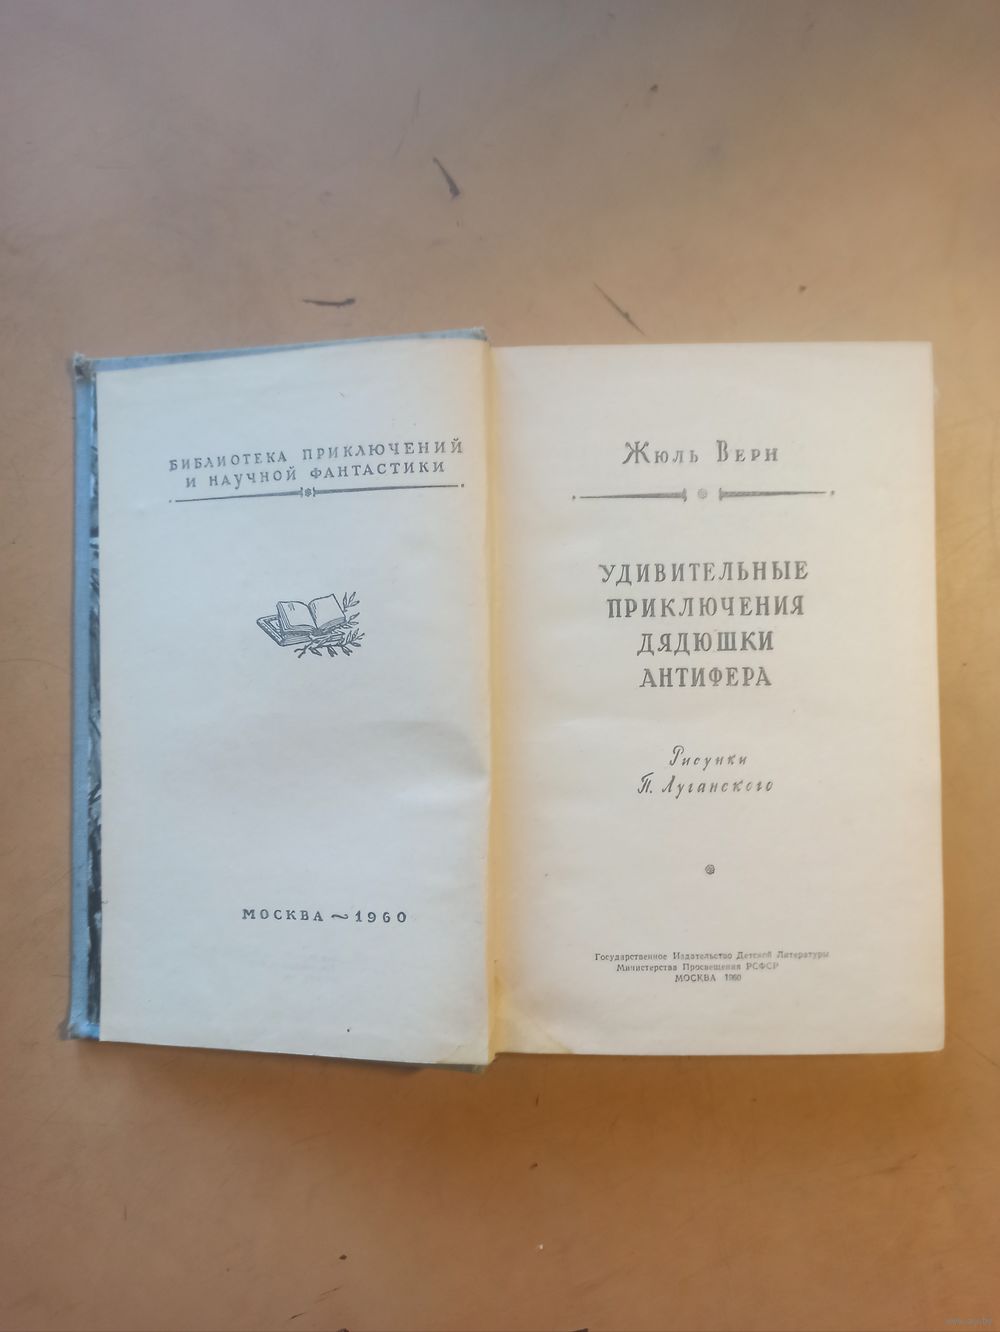 БИБЛИОТЕКА ПРИКЛЮЧЕНИЙ
И НАУЧНОЙ ФАНТАСТИКИ
МОСКВА ~ 1960
ЖЮЛЬ ВЕРН
УДИВИТЕЛЬНЫЕ
ПРИКЛЮЧЕНИЯ
ДЯДЮШКИ
АНТИФЕРА
Рисунки
П. Луганского
Государственное Издательство Детской Литературы
Министерства Просвещения РСФСР
МОСКВА 1960